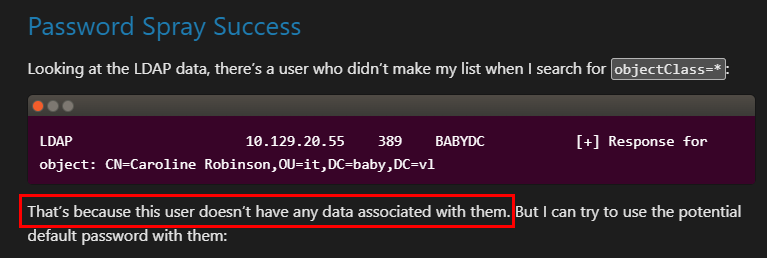 Password Spray Success
Looking at the LDAP data, there's a user who didn't make my list when I search for objectClass=*:
LDAP 10.129.20.55 389 BABYDC [+] Response for
object: CN=Caroline Robinson,OU=it,DC=baby,DC=vl
That's because this user doesn't have any data associated with them. But I can try to use the potential
default password with them: